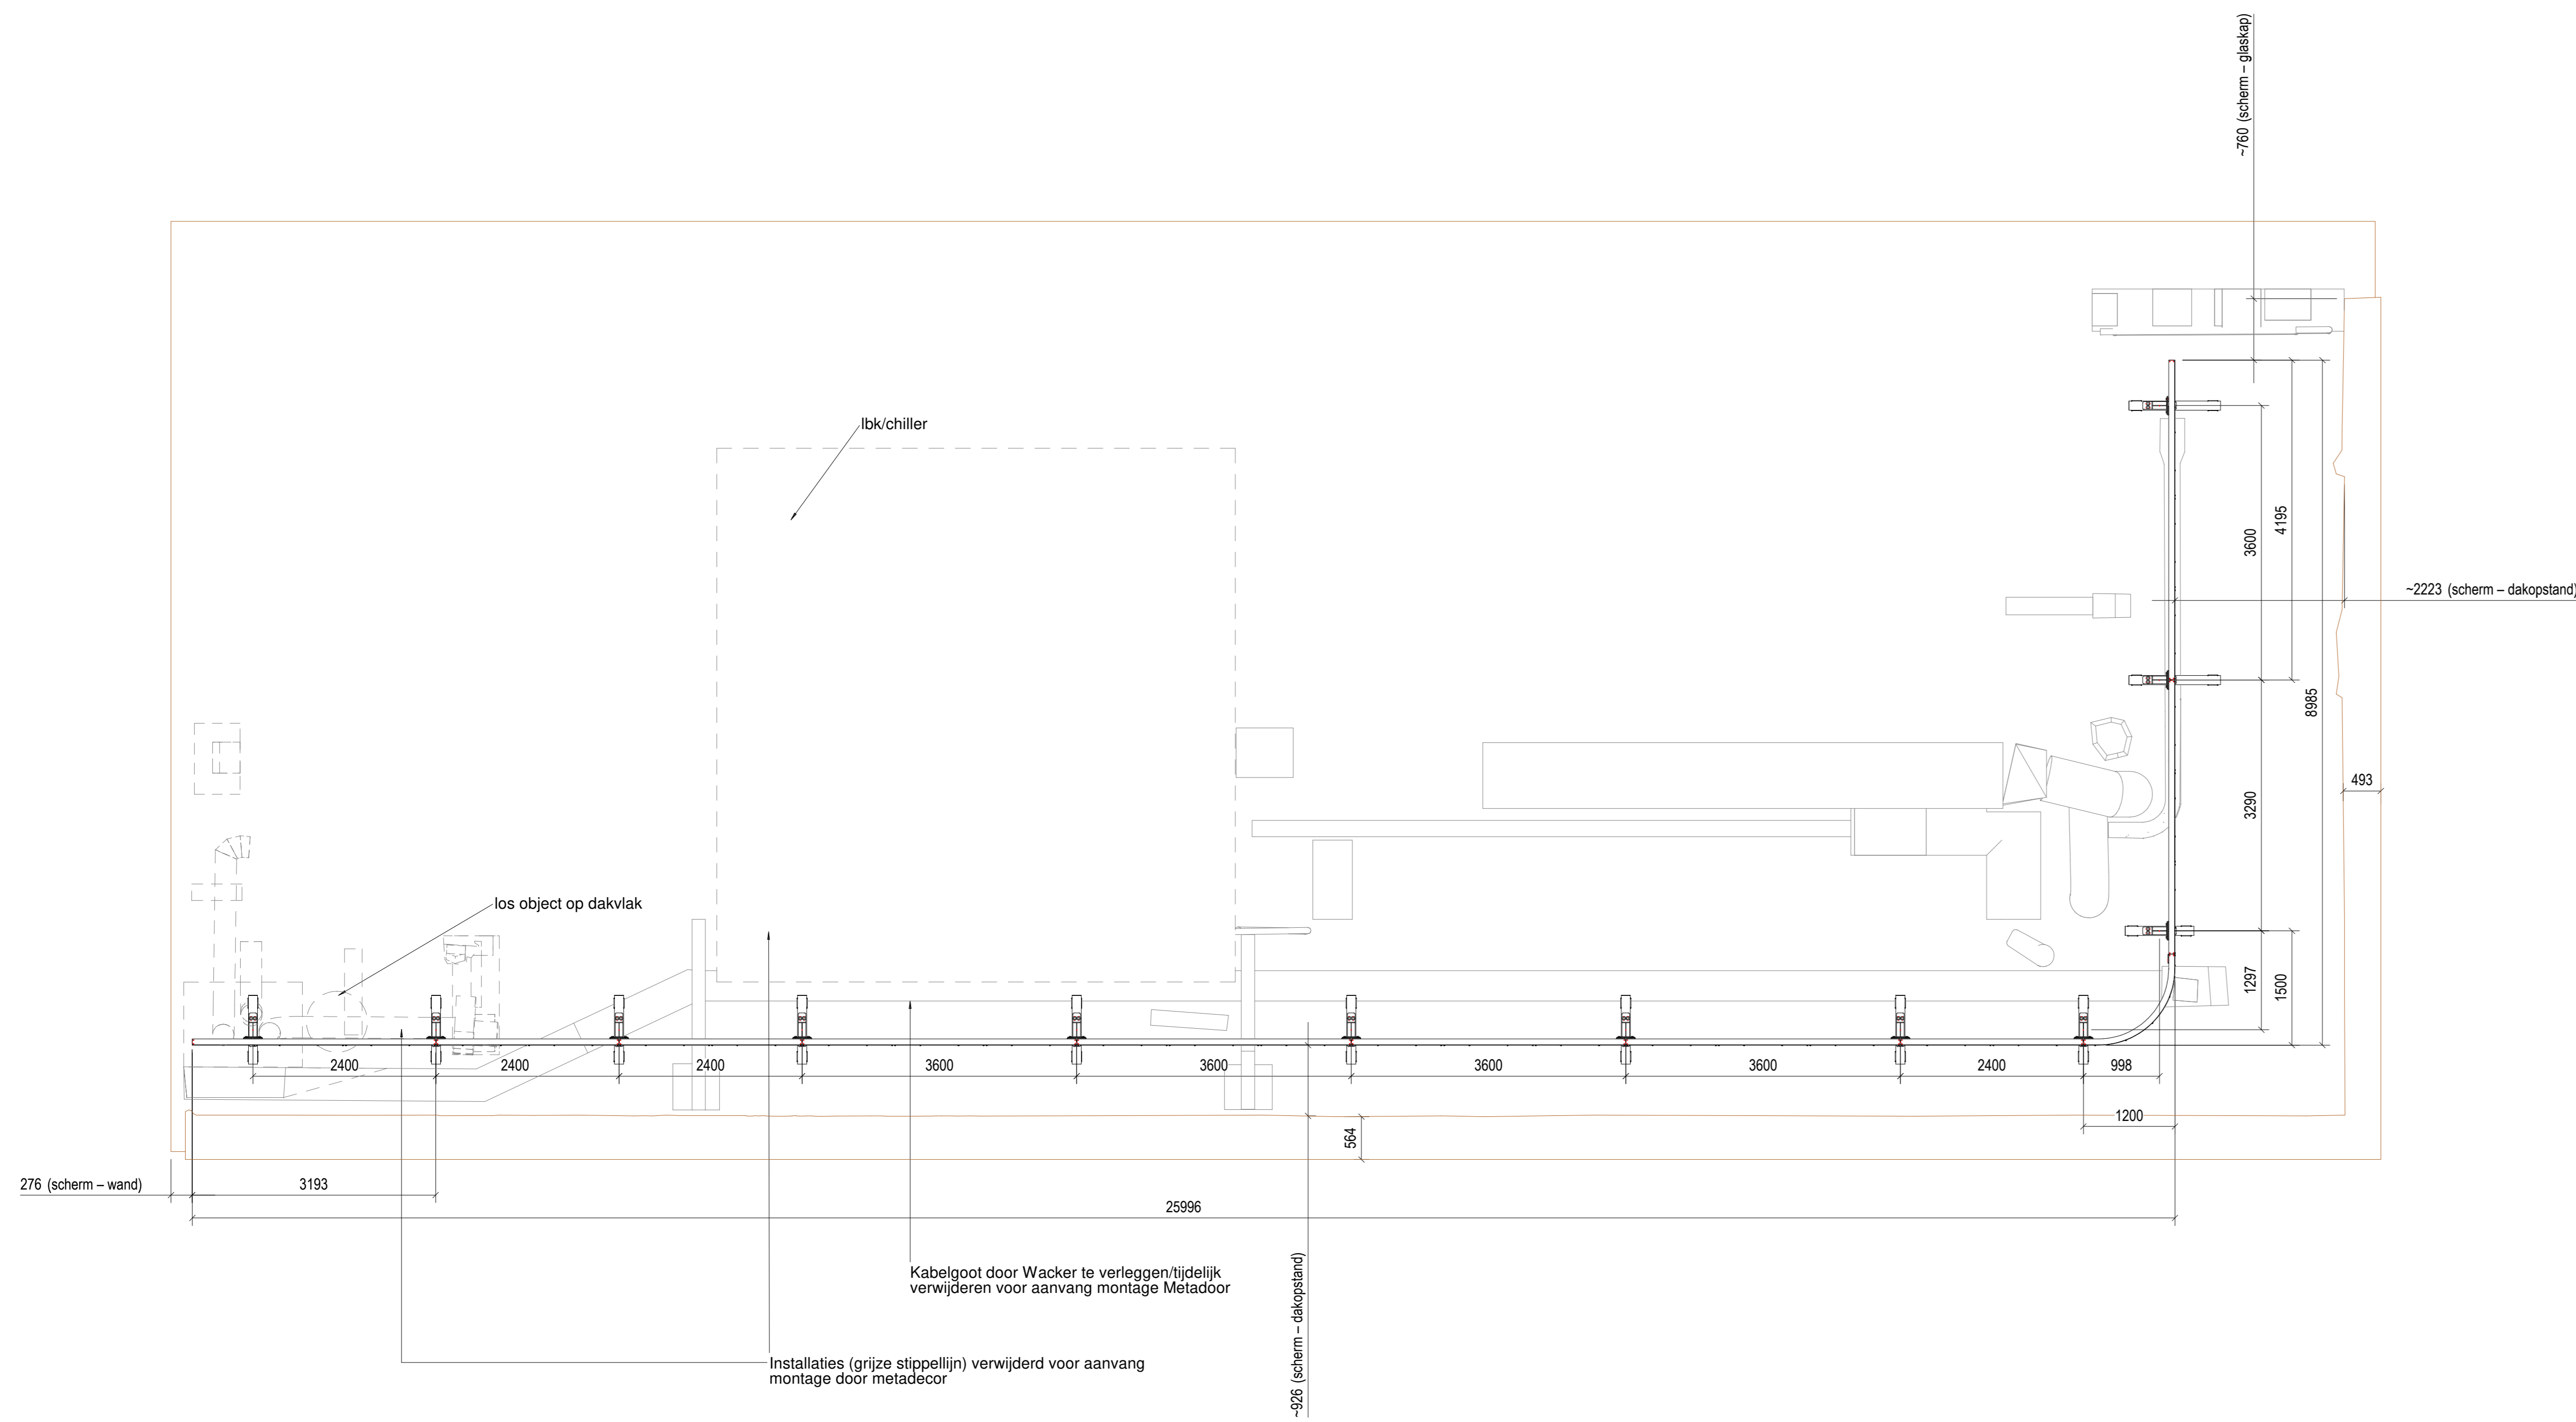 ~760 (scherm – glaskap)
lbk/chiller
3600
4195
~2223 (scherm – dakopstand)
8985
493
3290
los object op dakvlak
1297
1500
2400
2400
2400
3600
3600
3600
3600
2400
998
1200
564
276 (scherm – wand)
3193
25996
Kabelgoot door Wacker te verleggen/tijdelijk
verwijderen voor aanvang montage Metadoor
~926 (scherm – dakopstand)
Installaties (grijze stippellijn) verwijderd voor aanvang
montage door metadecor